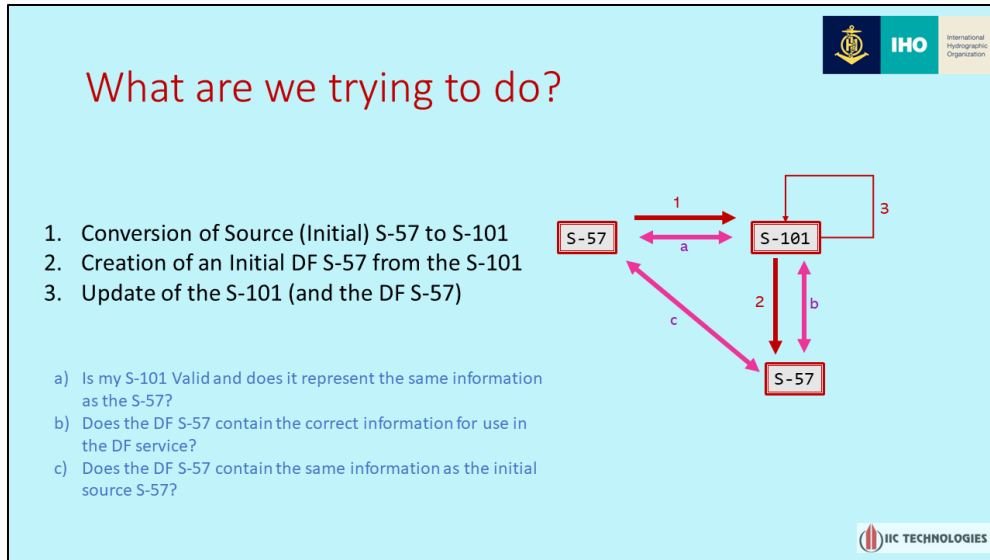 IHO
International
Hydrographic
Organization
What are we trying to do?
1. Conversion of Source (Initial) S-57 to S-101
2. Creation of an Initial DF S-57 from the S-101
3. Update of the S-101 (and the DF S-57)
a) Is my S-101 Valid and does it represent the same information
as the S-57?
b) Does the DF S-57 contain the correct information for use in
the DF service?
c) Does the DF S-57 contain the same information as the initial
source S-57?
1
3
S-57
S-101
a
2
b
c
S-57
IIC TECHNOLOGIES